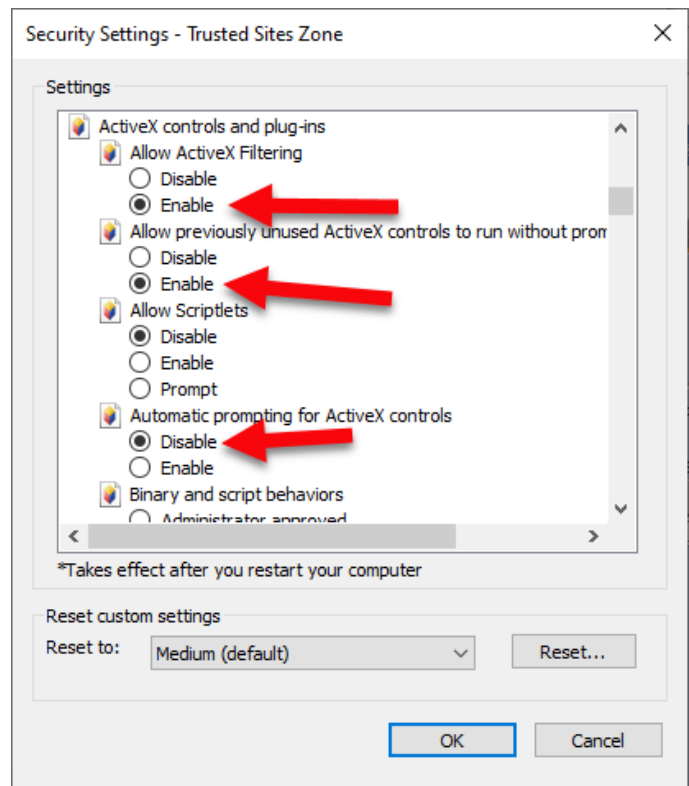 Security Settings - Trusted Sites Zone
Settings
ActiveX controls and plug-ins
Allow ActiveX Filtering
Disable
Enable
Allow previously unused ActiveX controls to run without prom
Disable
Enable
Allow Scriptlets
Disable
Enable
Prompt
Automatic prompting for ActiveX controls
Disable
Enable
Binary and script behaviors
Administrator approved
*Takes effect after you restart your computer
Reset custom settings
Reset to:
Medium (default)
Reset...
OK
Cancel